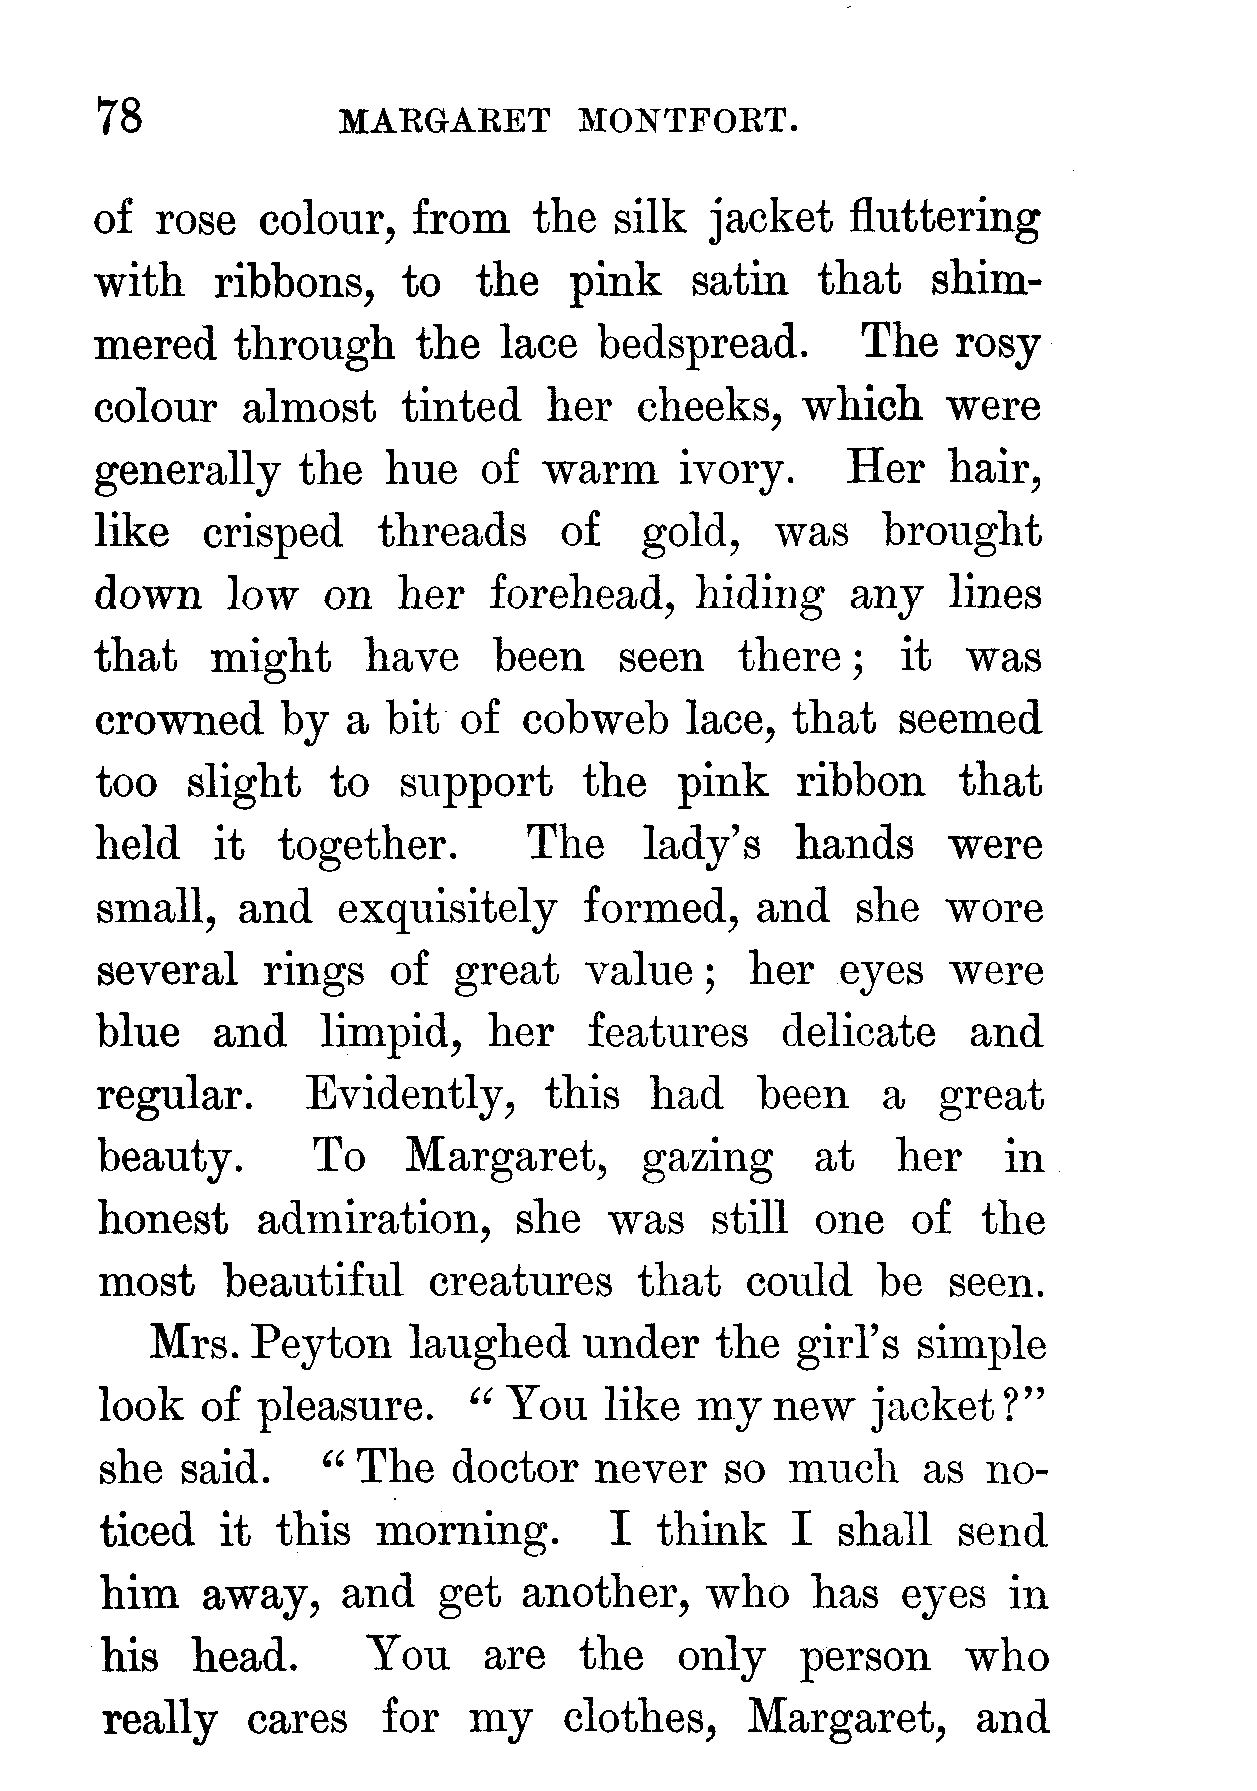 78 MARGARET MONTFORT.
of rose colour, from the silk jacket fluttering
with ribbons, to the pink satin that shim-
mered through the lace bedspread. The rosy
colour almost tinted her cheeks, which were
generally the hue of warm ivory. Her hair,
like crisped threads of gold, was brought
down low on her forehead, hiding any lines
that might have been seen there; it was
crowned by a bit of cobweb lace, that seemed
too slight to support the pink ribbon that
held it together. The lady's hands were
small, and exquisitely formed, and she wore
several rings of great value; her eyes were
blue and limpid, her features delicate and
regular. Evidently, this had been a great
beauty. To Margaret, gazing at her in
honest admiration, she was still one of the
most beautiful creatures that could be seen.
Mrs. Peyton laughed under the girl's simple
look of pleasure. "You like my new jacket?"
she said. "The doctor never so much as no-
ticed it this morning. I think I shall send
him away, and get another, who has eyes in
his head. You are the only person who
really cares for my clothes, Margaret, and